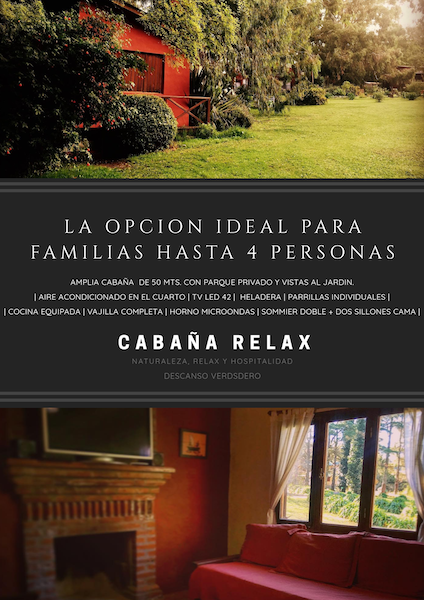 LA OPCION IDEAL PARA
FAMILIAS HASTA 4 PERSONAS
AMPLIA CABAÑA DE 50 MTS. CON PARQUE PRIVADO Y VISTAS AL JARDIN.
| AIRE ACONDICIONADO EN EL CUARTO | TV LED 42 | HELADERA | PARRILLAS INDIVIDUALES |
| COCINA EQUIPADA | VAJILLA COMPLETA | HORNO MICROONDAS | SOMMIER DOBLE + DOS SILLONES CAMA |
CABAÑA RELAX
NATURALEZA, RELAX Y HOSPITALIDAD
DESCANSO VERDSDERO